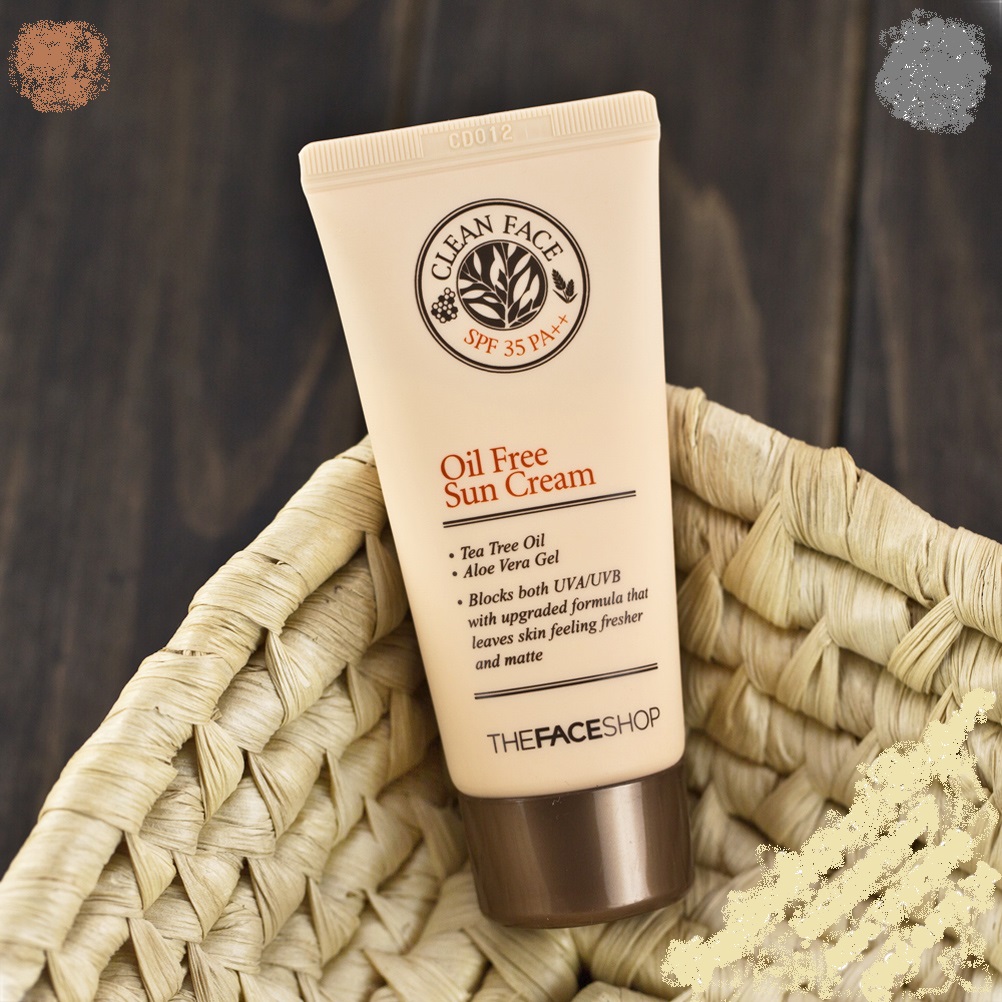 CD012
CLEAN FACE
SPF 35 PA++
Oil Free
Sun Cream
• Tea Tree Oil
• Aloe Vera Gel
• Blocks both UVA/UVB
with upgraded formula that
leaves skin feeling fresher
and matte
THEFACESHOP